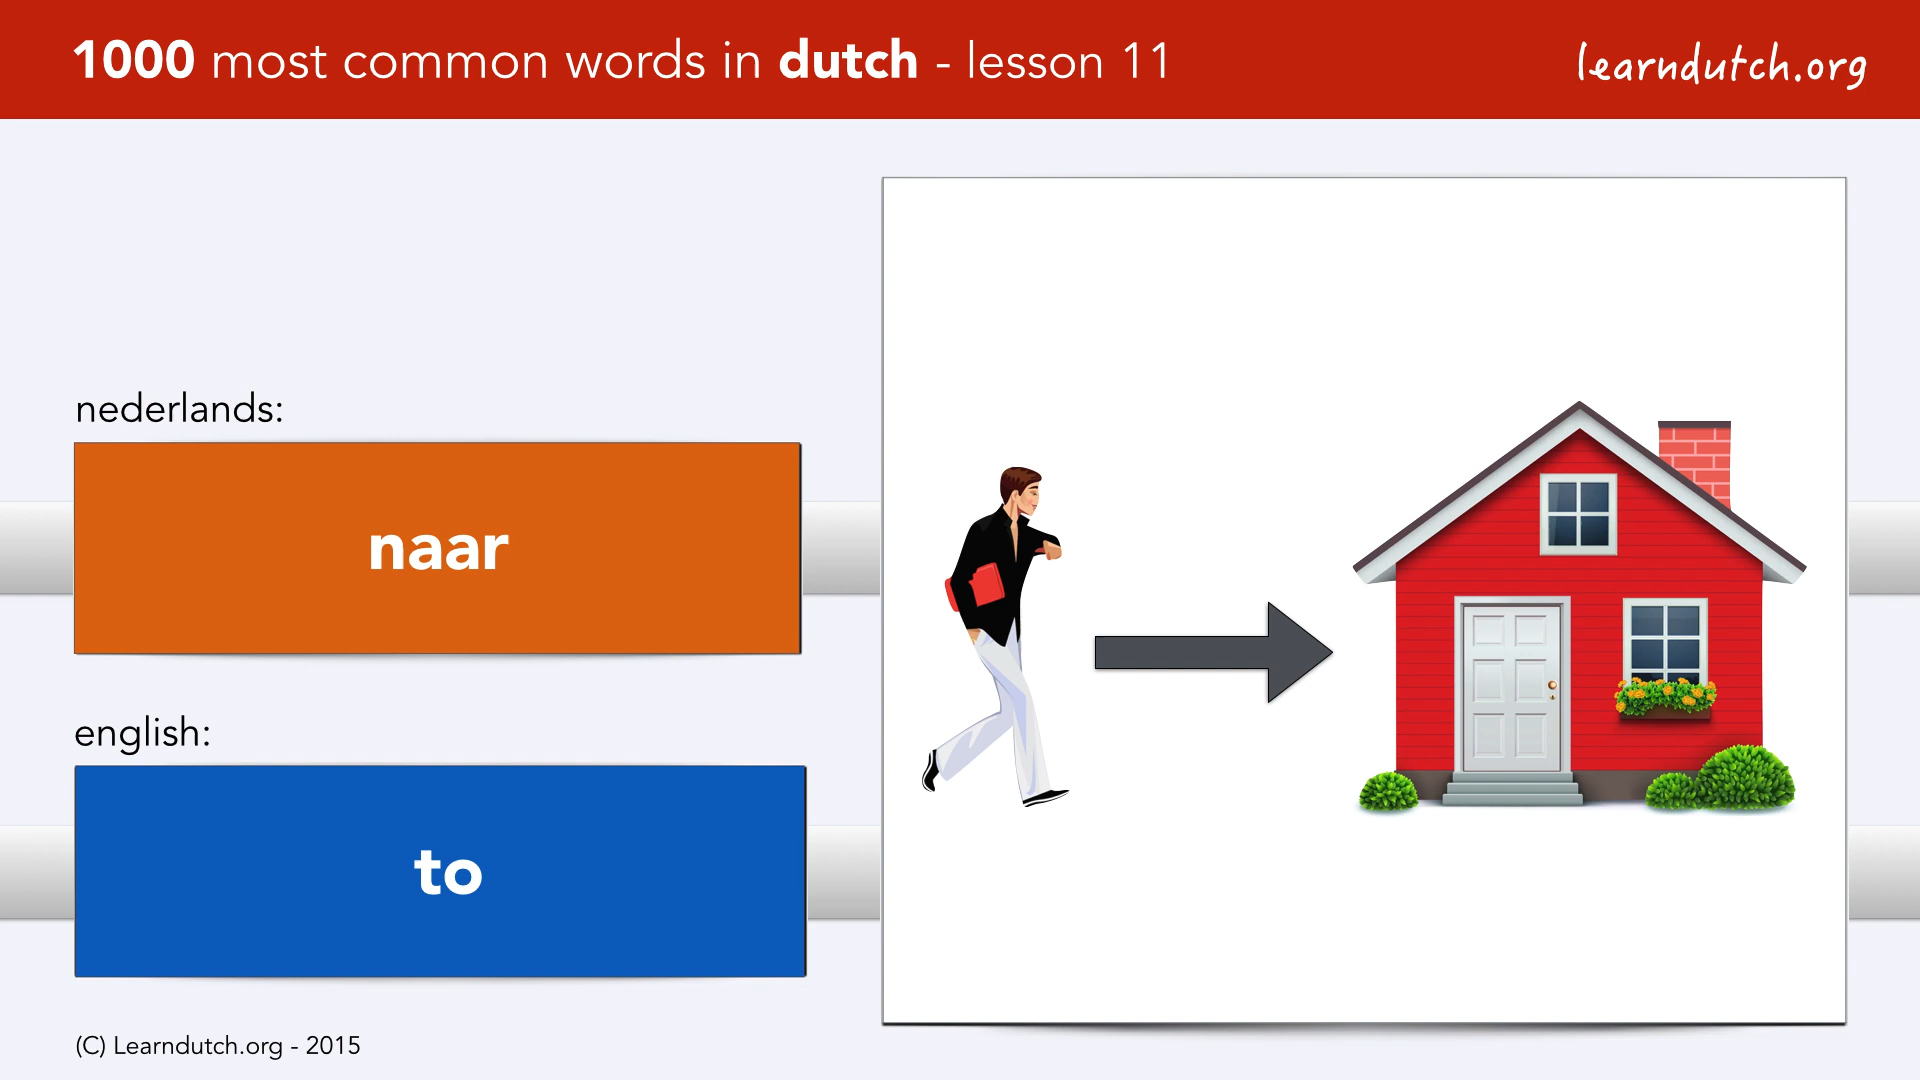 1000 most common words in dutch - lesson 11
learndutch.org
nederlands:
naar
english:
to
(C) Learndutch.org - 2015